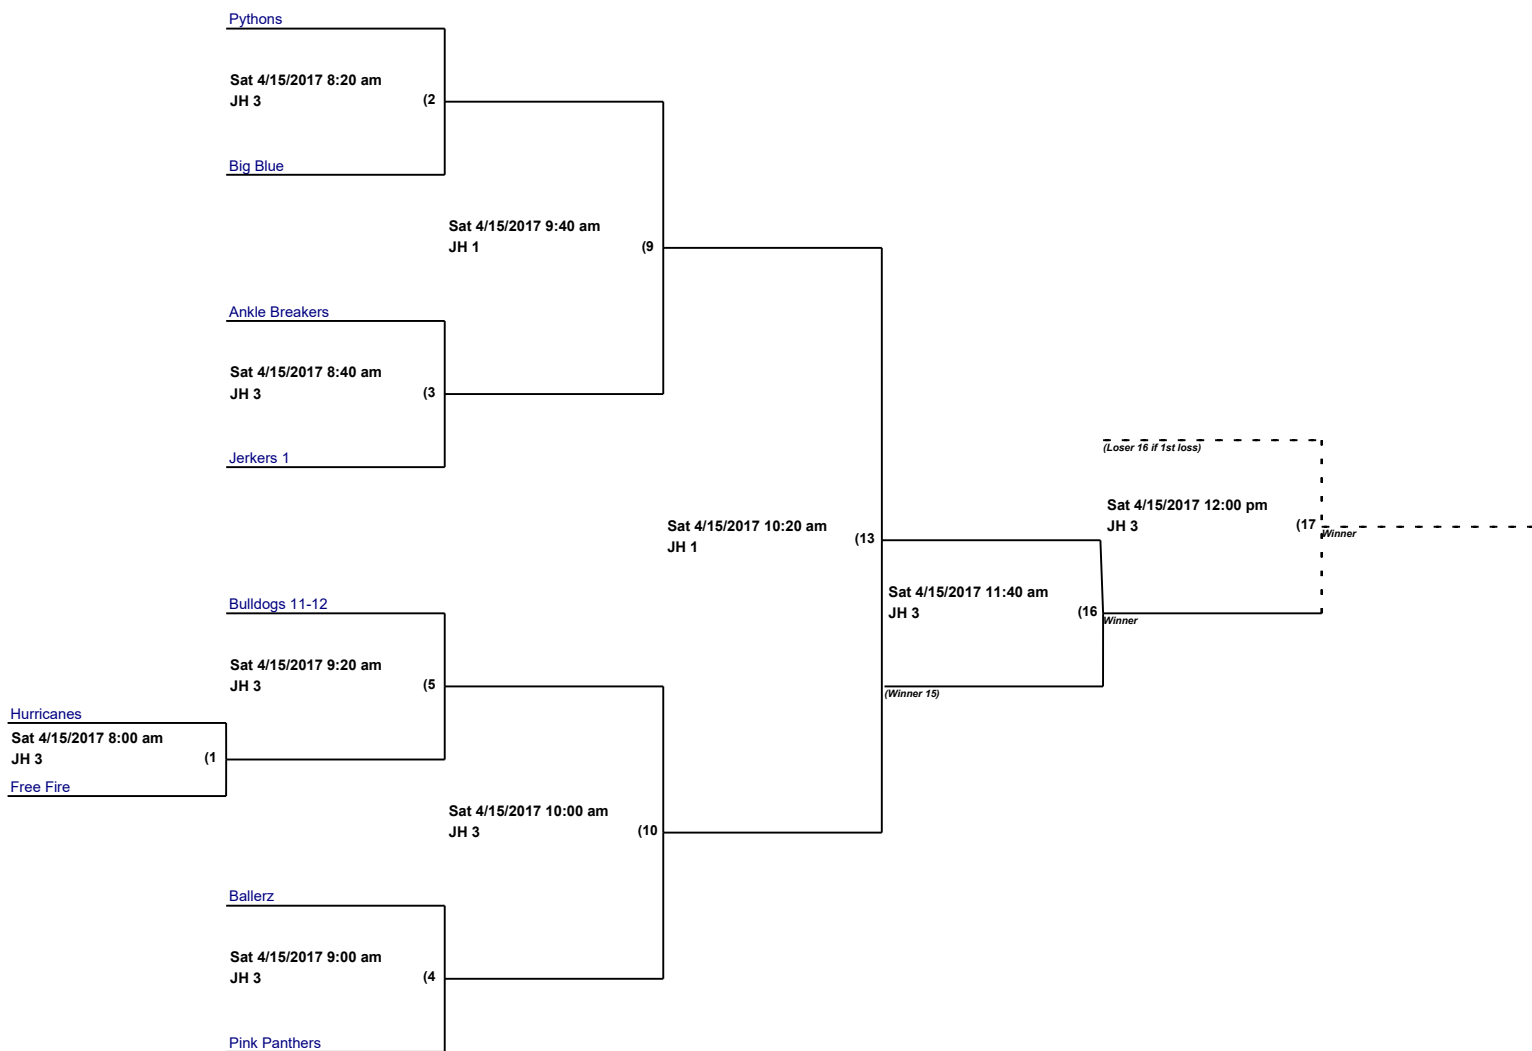 Pythons
Sat 4/15/2017 8:20 am
JH 3
(2
Big Blue
Sat 4/15/2017 9:40 am
JH 1
(9
Ankle Breakers
Sat 4/15/2017 8:40 am
JH 3
(3
Jerkers 1
(Loser 16 if 1st loss)
Sat 4/15/2017 12:00 pm
JH 3
(17
Winner
Sat 4/15/2017 10:20 am
JH 1
(13
Sat 4/15/2017 11:40 am
JH 3
(16
Winner
(Winner 15)
Bulldogs 11-12
Sat 4/15/2017 9:20 am
JH 3
(5
Hurricanes
Sat 4/15/2017 8:00 am
JH 3
(1
Free Fire
Sat 4/15/2017 10:00 am
JH 3
(10
Ballerz
Sat 4/15/2017 9:00 am
JH 3
(4
Pink Panthers